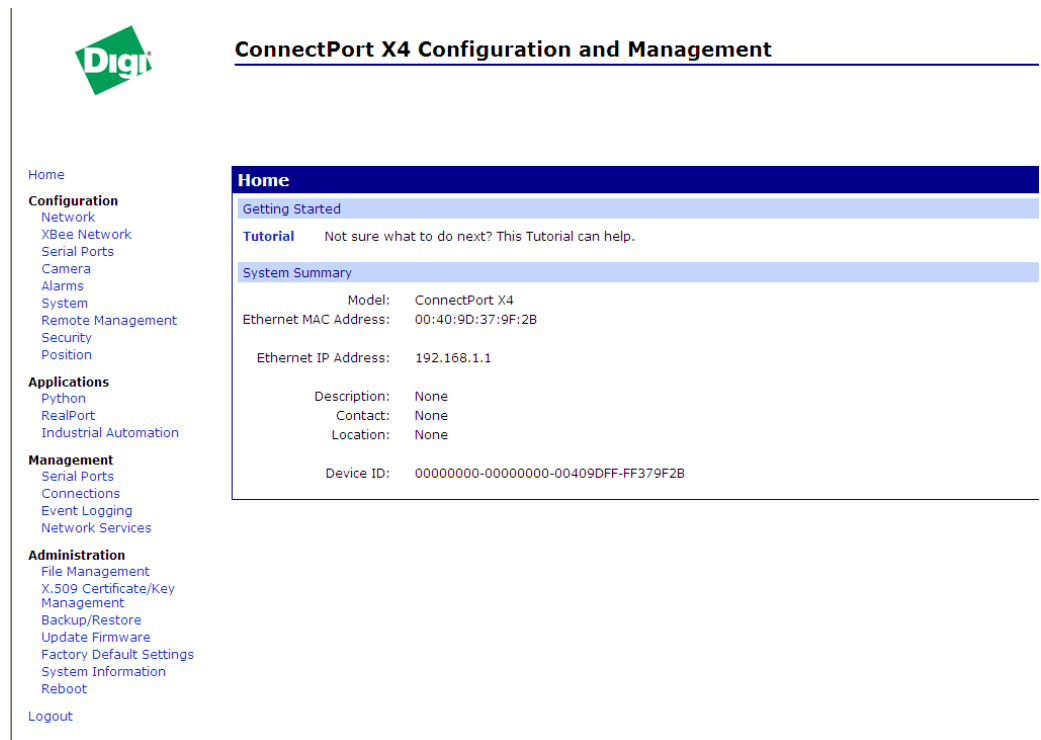 Digi
ConnectPort X4 Configuration and Management
Home
Configuration
Network
XBee Network
Serial Ports
Camera
Alarms
System
Remote Management
Security
Position
Applications
Python
RealPort
Industrial Automation
Management
Serial Ports
Connections
Event Logging
Network Services
Administration
File Management
X.509 Certificate/Key
Management
Backup/Restore
Update Firmware
Factory Default Settings
System Information
Reboot
Logout
Home
Getting Started
Tutorial Not sure what to do next? This Tutorial can help.
System Summary
Model: ConnectPort X4
Ethernet MAC Address: 00:40:9D:37:9F:2B
Ethernet IP Address: 192.168.1.1
Description: None
Contact: None
Location: None
Device ID: 00000000-00000000-00409DFF-FF379F2B